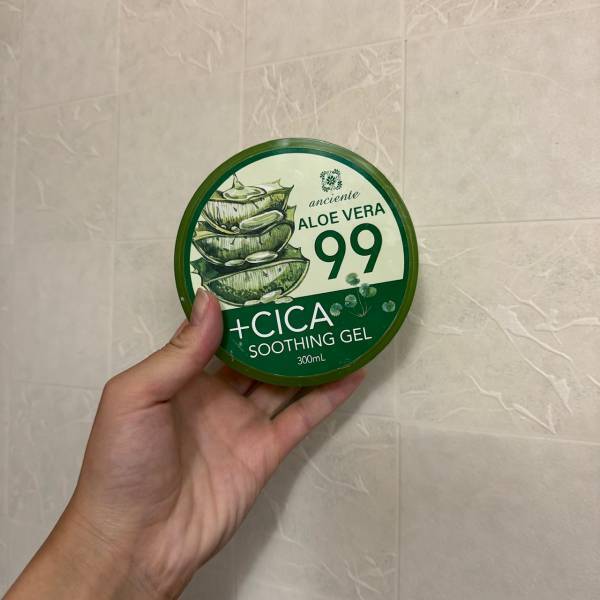 anciente
ALOE VERA
99
+CICA
SOOTHING GEL
300mL